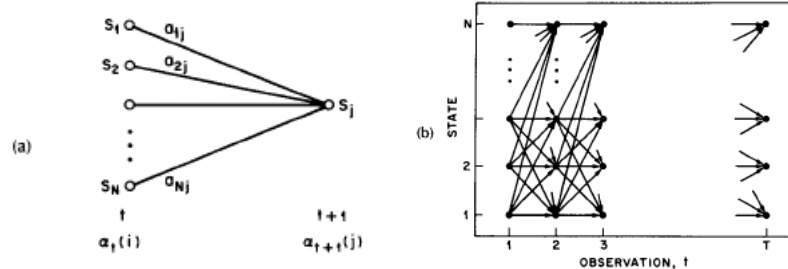 (a)
S1
a1j
S2
a2j
Sj
SN
aNj
t
t+1
αt(i)
αt+1(j)
(b)
STATE
N
2
1
1
2
3
T
OBSERVATION, t